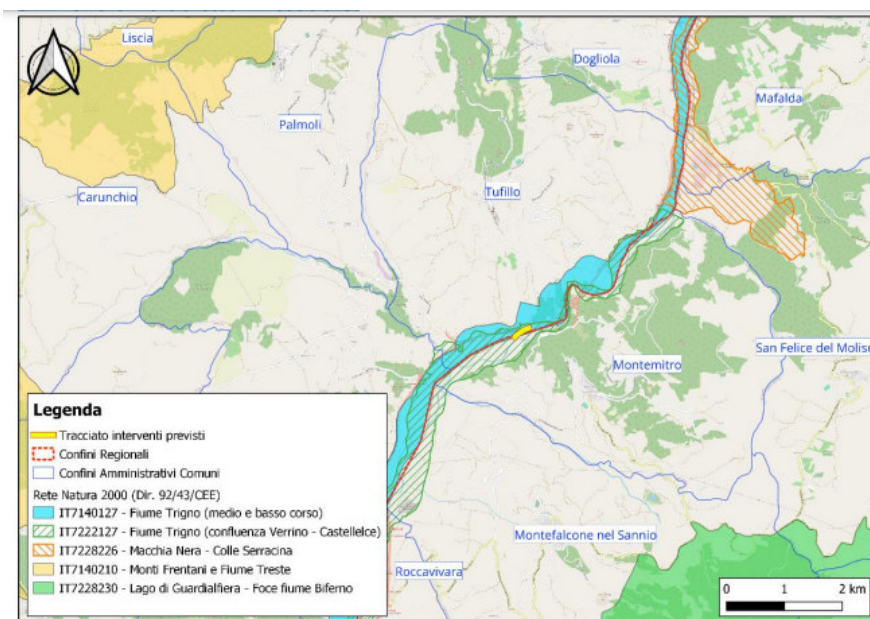 Liscia
Dogliola
Mafalda
Palmoli
Tufillo
Carunchio
San Felice del Molise
Montemitro
Legenda
Tracciato interventi previsti
Confini Regionali
Confini Amministrativi Comuni
Rete Natura 2000 (Dir. 92/43/CEE)
IT7140127 - Fiume Trigno (medio e basso corso)
IT7222127 - Fiume Trigno (confluenza Verrino - Castellelce)
IT7228226 - Macchia Nera - Colle Serracina
IT7140210 - Monti Frentani e Fiume Treste
IT7228230 - Lago di Guardialfiera - Foce fiume Biferno
Montefalcone nel Sannio
Roccavivara
0 1 2 km